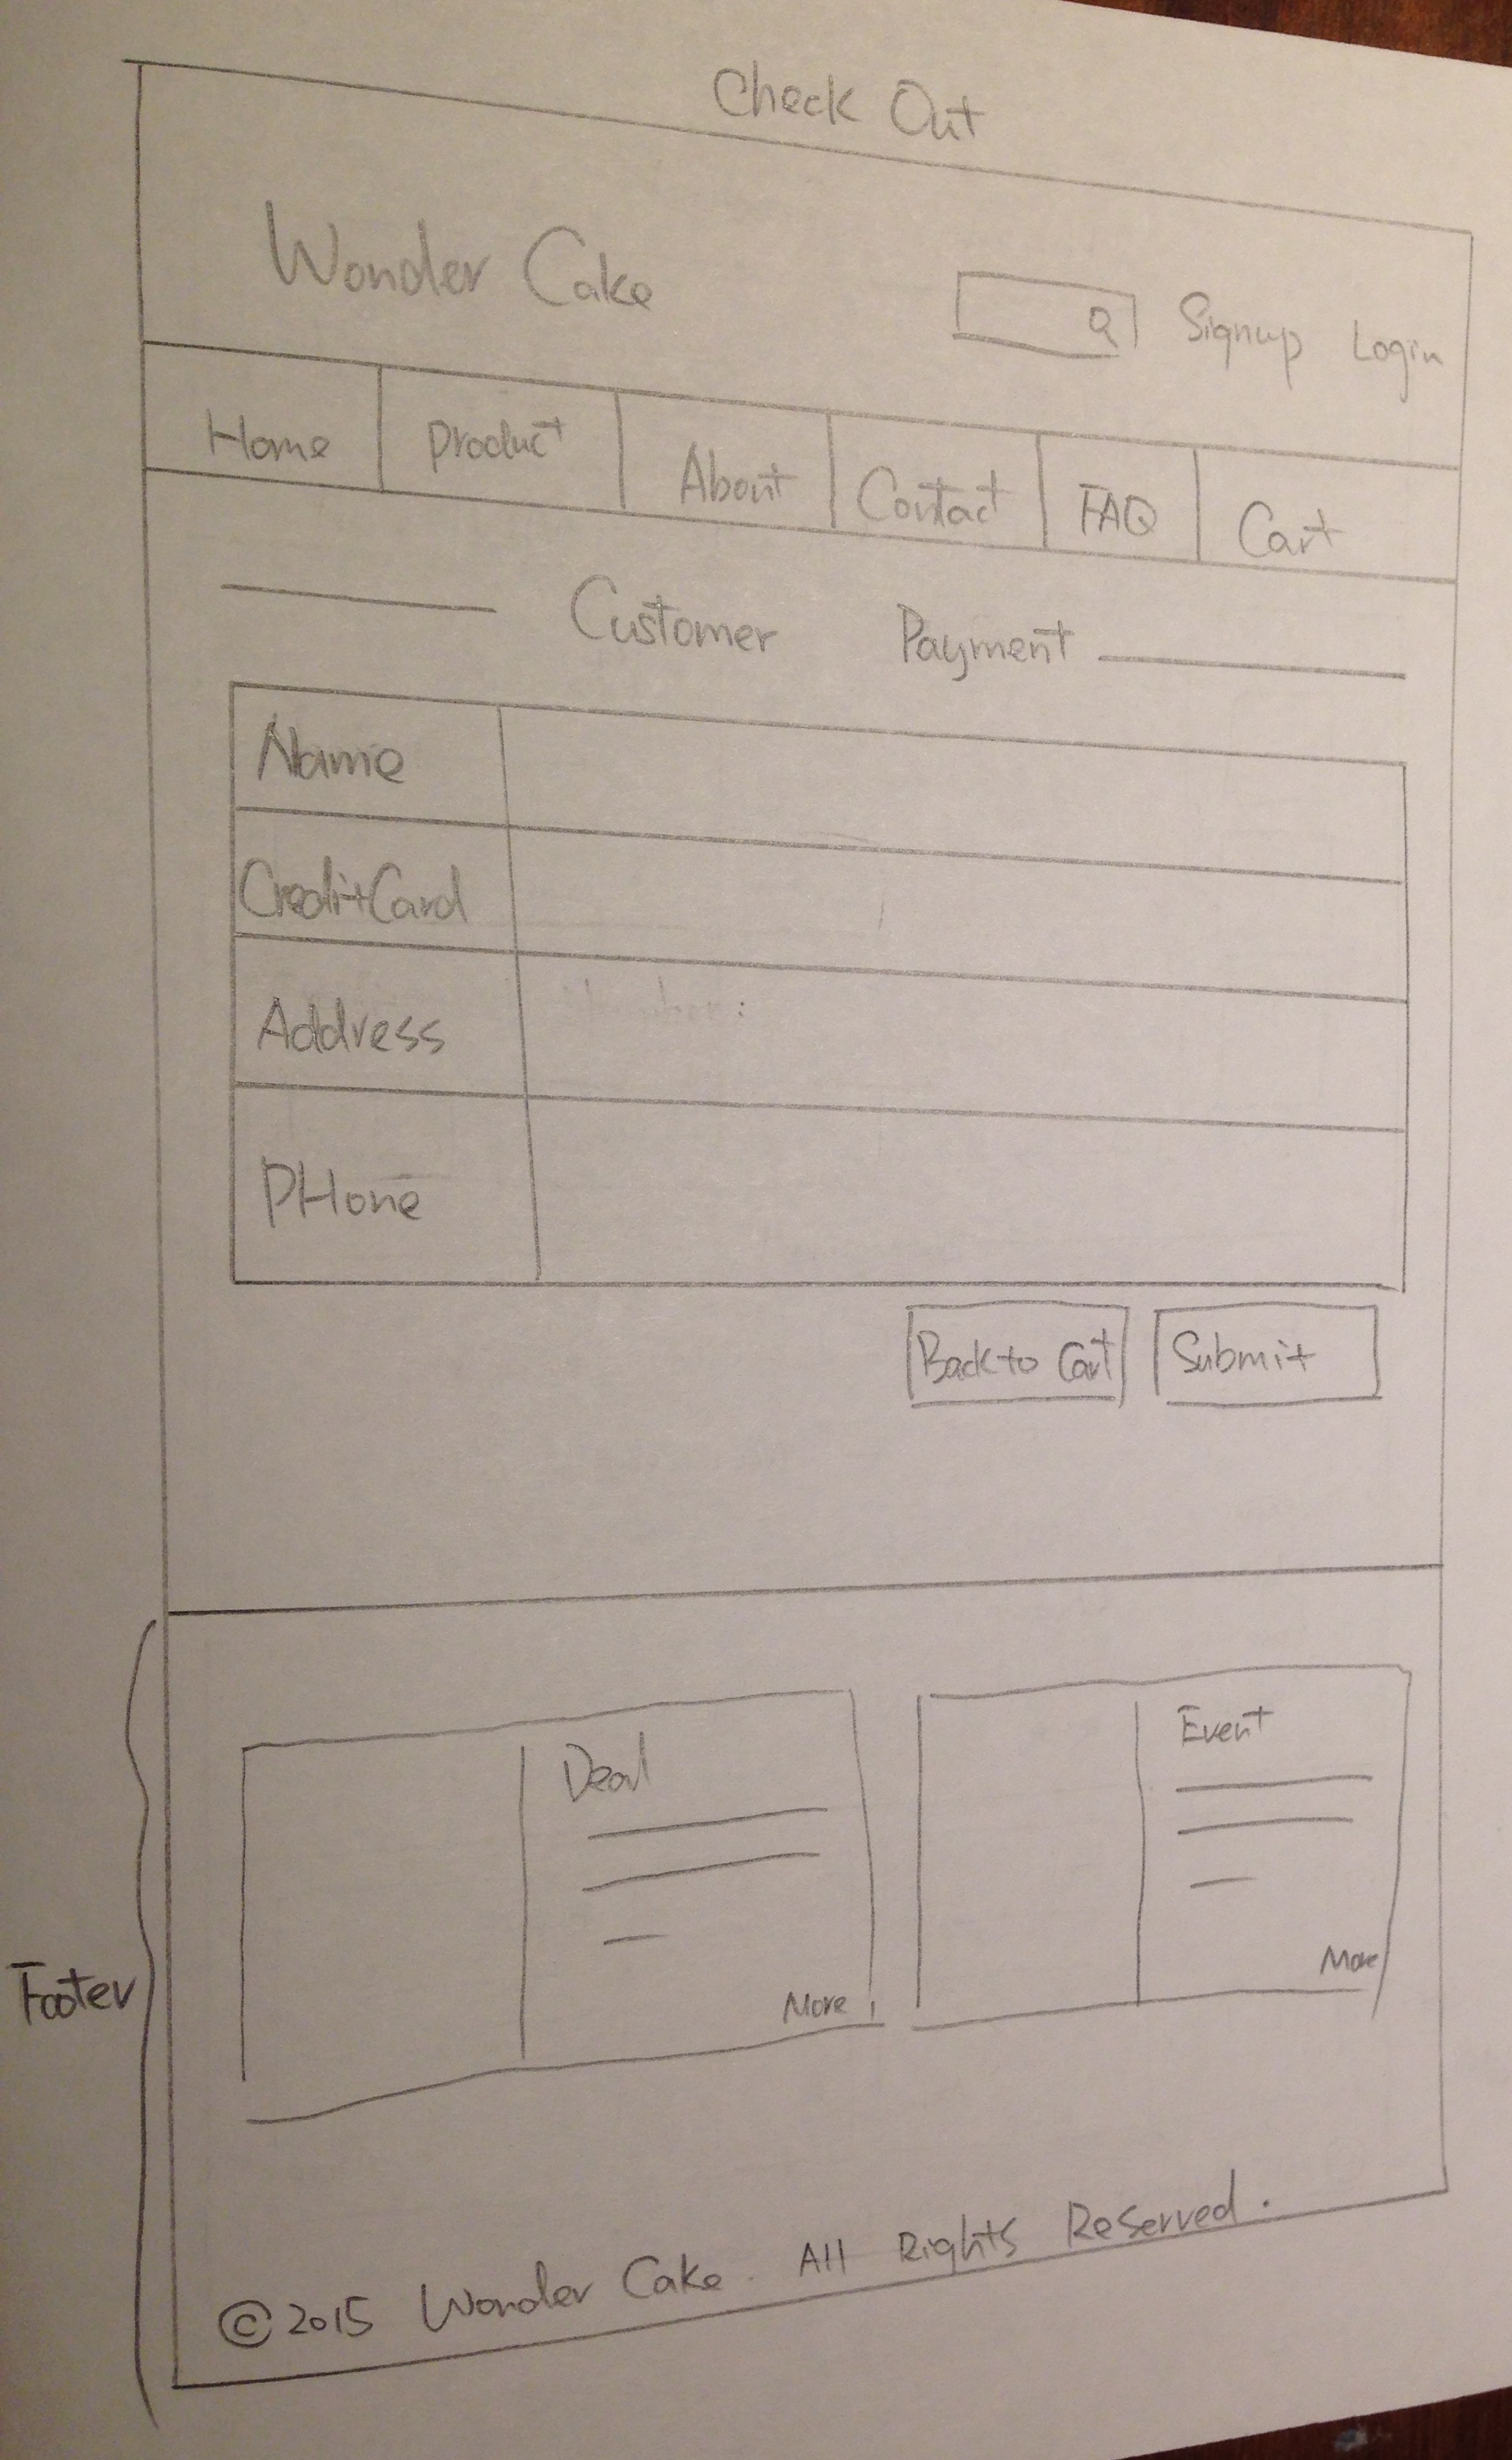 Check Out
Wonder Cake
Signup Login
Home Product About Contact FAQ Cart
Customer Payment
Name
CreditCard
Address
PHone
Back to Cart Submit
Footer
Deal
More
Event
More
©2015 Wonder Cake. All Rights Reserved.